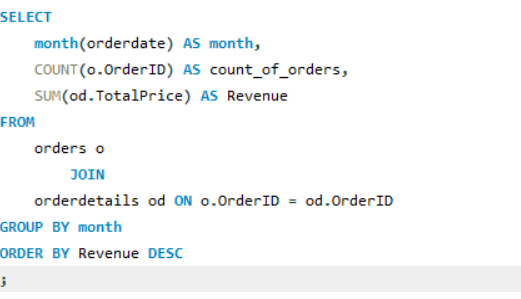 SELECT
month(orderdate) AS month,
COUNT(o.OrderID) AS count_of_orders,
SUM(od.TotalPrice) AS Revenue
FROM
orders o
JOIN
orderdetails od ON o.OrderID = od.OrderID
GROUP BY month
ORDER BY Revenue DESC
;